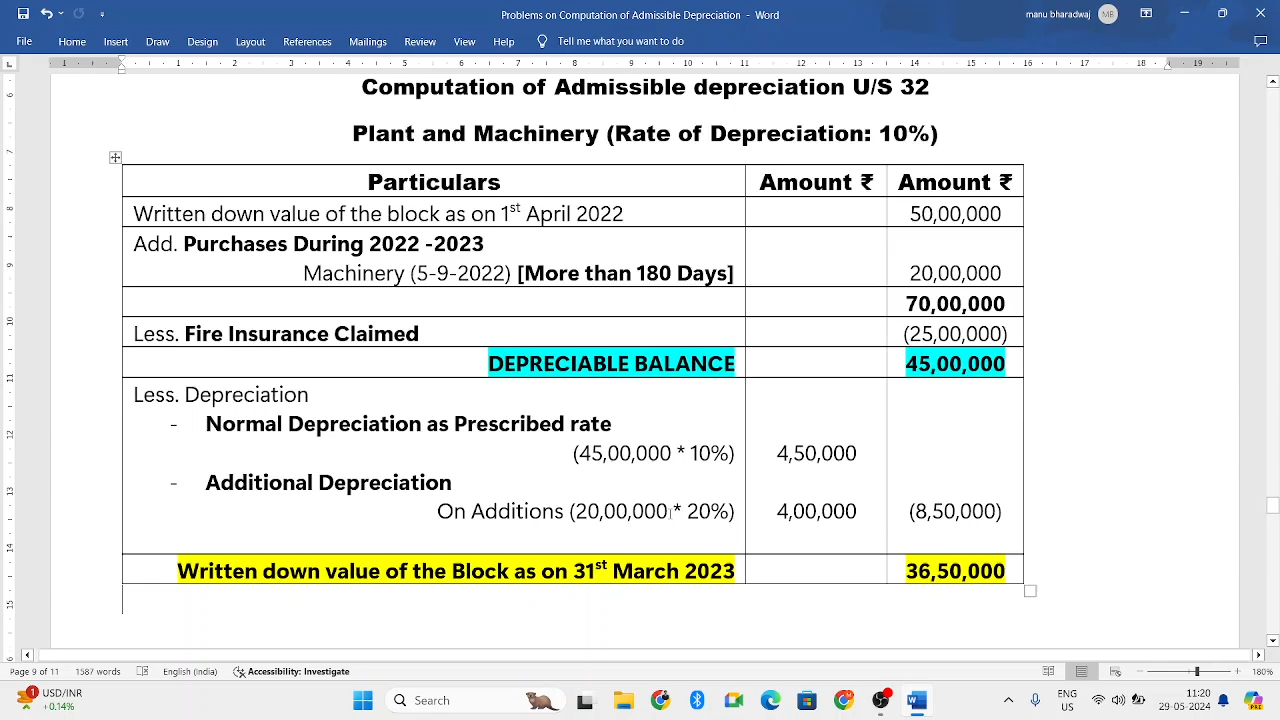 Problems on Computation of Admissible Depreciation - Word
manu bharadwaj MB
File Home Insert Draw Design Layout References Mailings Review View Help Tell me what you want to do
Computation of Admissible depreciation U/S 32
Plant and Machinery (Rate of Depreciation: 10%)
Particulars Amount ₹ Amount ₹
Written down value of the block as on 1st April 2022 50,00,000
Add. Purchases During 2022 -2023
Machinery (5-9-2022) [More than 180 Days] 20,00,000
70,00,000
Less. Fire Insurance Claimed (25,00,000)
DEPRECIABLE BALANCE 45,00,000
Less. Depreciation
- Normal Depreciation as Prescribed rate
(45,00,000 * 10%) 4,50,000
- Additional Depreciation
On Additions (20,00,000 * 20%) 4,00,000 (8,50,000)
Written down value of the Block as on 31st March 2023 36,50,000
Page 9 of 11 1587 words English (India) Accessibility: Investigate 180%
USD/INR
+0.14%
1
Search
ENG
US
11:20
29-05-2024